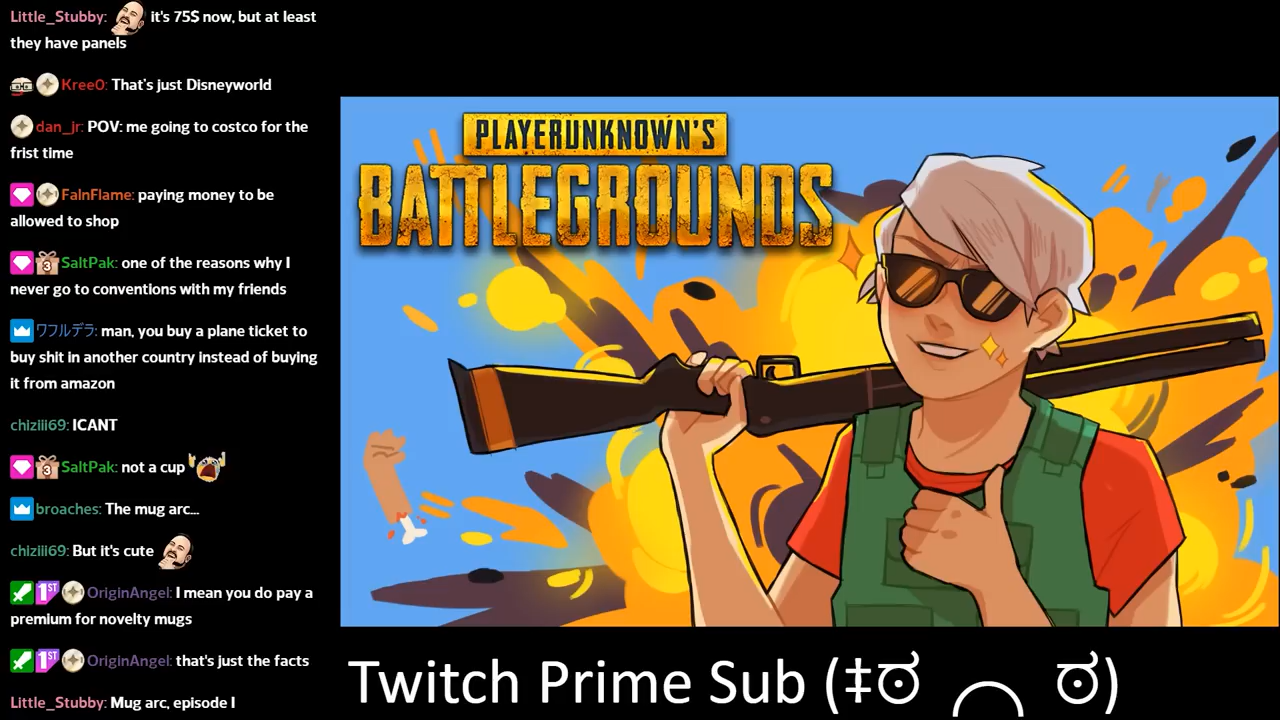 Little_Stubby: it's 75$ now, but at least
they have panels
KreeO: That's just Disneyworld
dan_jr: POV: me going to costco for the
frist time
FalnFlame: paying money to be
allowed to shop
3 SaltPak: one of the reasons why I
never go to conventions with my friends
ワフルデラ: man, you buy a plane ticket to
buy shit in another country instead of buying
it from amazon
chiziii69: ICANT
3 SaltPak: not a cup
broaches: The mug arc...
chiziii69: But it's cute
1ST OriginAngel: I mean you do pay a
premium for novelty mugs
1ST OriginAngel: that's just the facts
Little_Stubby: Mug arc, episode I
PLAYERUNKNOWN'S
BATTLEGROUNDS
Twitch Prime Sub (‡ಠ ⁔ ಠ)